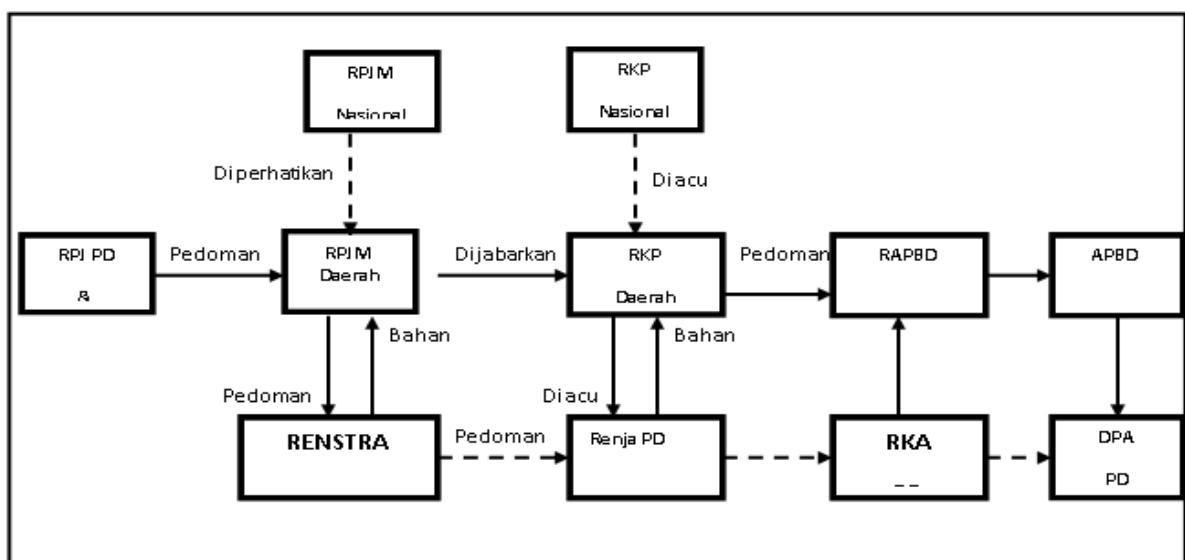 RPJM
Nasional
RKP
Nasional
Diperhatikan
Diacu
RPJPD
&
Pedoman
RPJM
Daerah
Dijabarkan
RKP
Daerah
Pedoman
RAPBD
APBD
Bahan
Bahan
Pedoman
Diacu
RENSTRA
Pedoman
Renja PD
RKA
DPA
PD